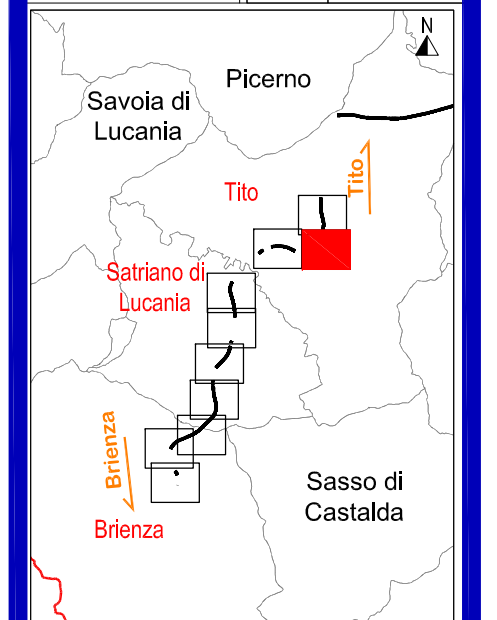 N
Picerno
Savoia di
Lucania
Tito
Tito
Satriano di
Lucania
Brienza
Sasso di
Castalda
Brienza